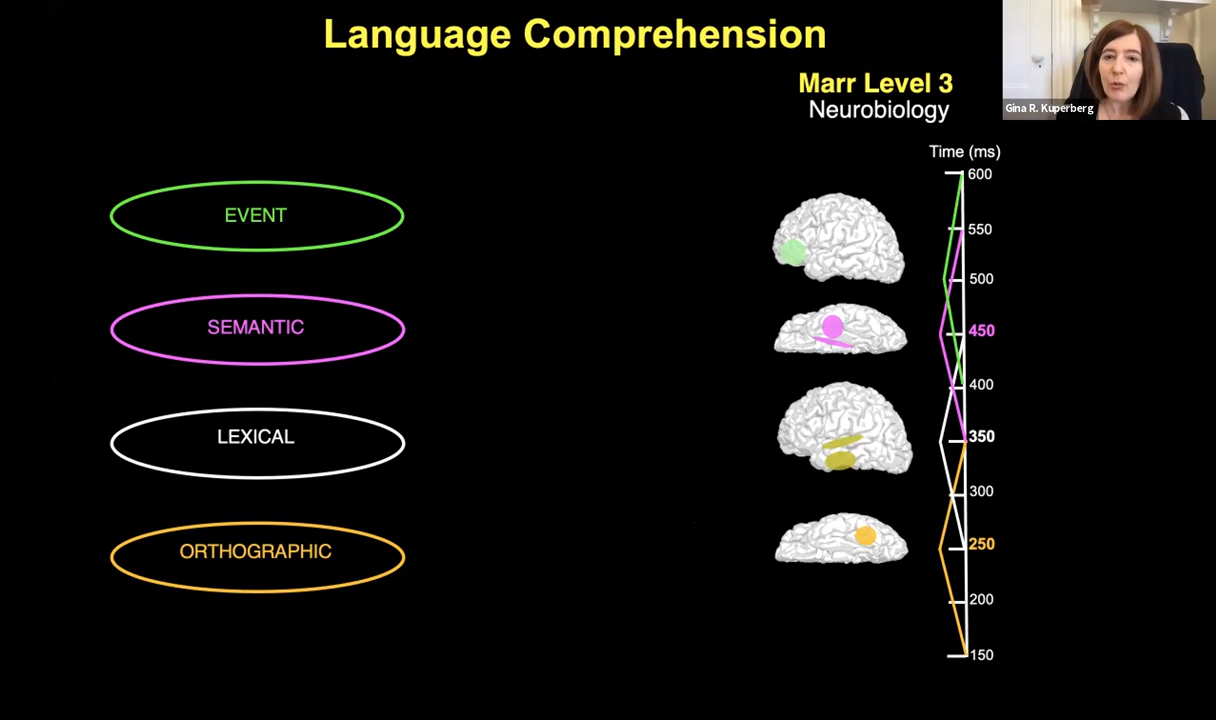 Language Comprehension
Marr Level 3
Neurobiology
Gina R. Kuperberg
Time (ms)
600
EVENT
550
500
SEMANTIC
450
400
LEXICAL
350
300
ORTHOGRAPHIC
250
200
150